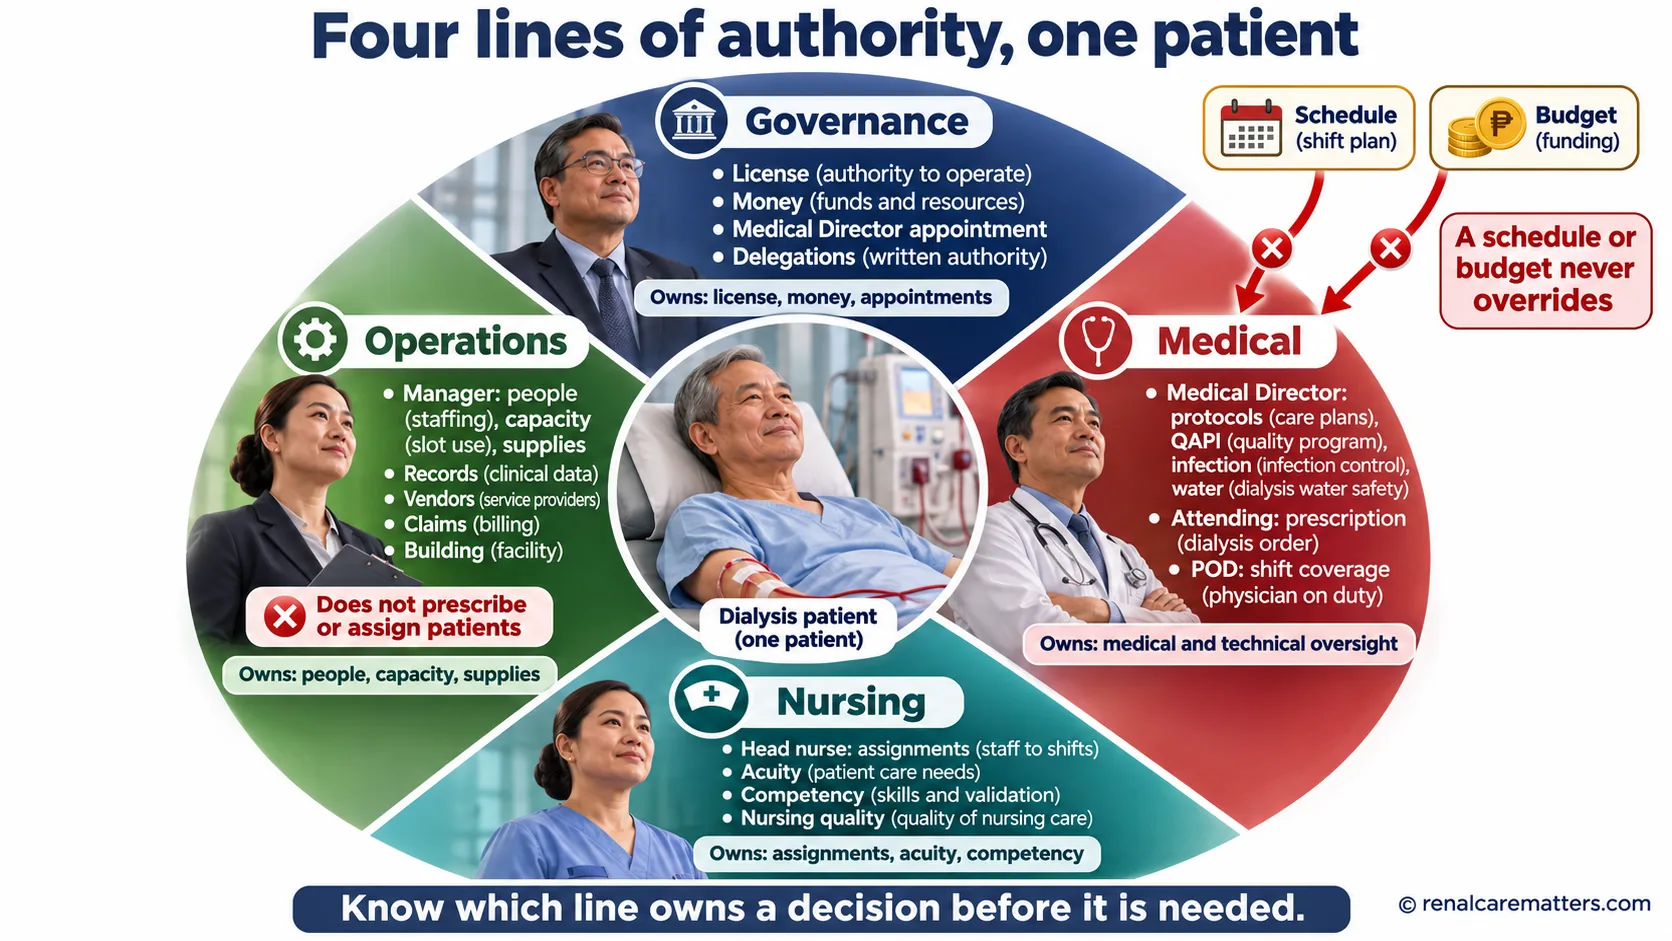 Four lines of authority, one patient
Governance
• License (authority to operate)
• Money (funds and resources)
• Medical Director appointment
• Delegations (written authority)
Owns: license, money, appointments
Schedule
(shift plan)
Budget
(funding)
A schedule or
budget never
overrides
Operations
• Manager: people
(staffing), capacity
(slot use), supplies
• Records (clinical data)
• Vendors (service providers)
• Claims (billing)
• Building (facility)
Does not prescribe
or assign patients
Owns: people, capacity, supplies
Dialysis patient
(one patient)
Medical
• Medical Director:
protocols (care plans),
QAPI (quality program),
infection (infection control),
water (dialysis water safety)
• Attending: prescription
(dialysis order)
• POD: shift coverage
(physician on duty)
Owns: medical and technical oversight
Nursing
• Head nurse: assignments (staff to shifts)
• Acuity (patient care needs)
• Competency (skills and validation)
• Nursing quality (quality of nursing care)
Owns: assignments, acuity, competency
Know which line owns a decision before it is needed.
© renalcarematters.com